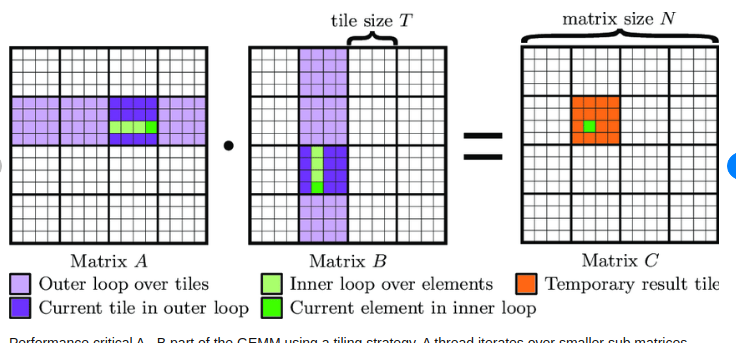 tile size T
matrix size N
Matrix A
Matrix B
Matrix C
Outer loop over tiles
Inner loop over elements
Temporary result tile
Current tile in outer loop
Current element in inner loop
Performance critical A · B part of the GEMM using a tiling strategy. A thread iterates over smaller sub matrices